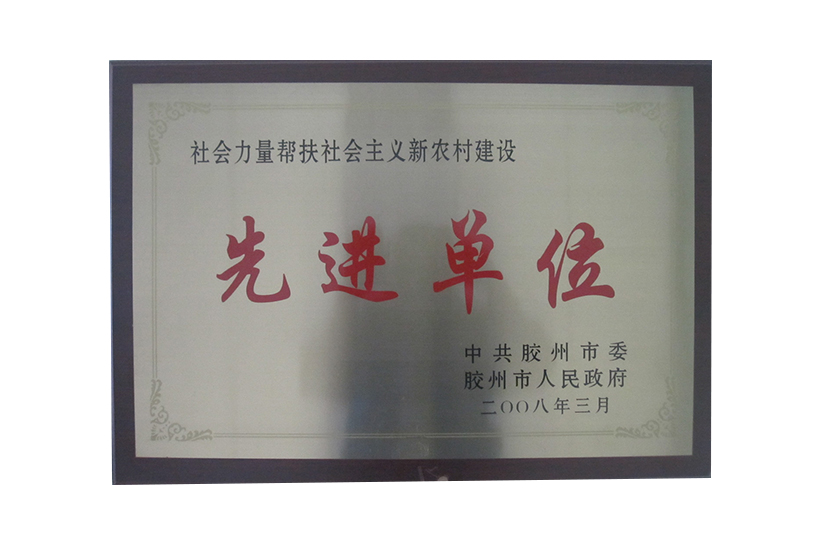 社会力量帮扶社会主义新农村建设
先进单位
中共胶州市委
胶州市人民政府
二〇〇八年三月